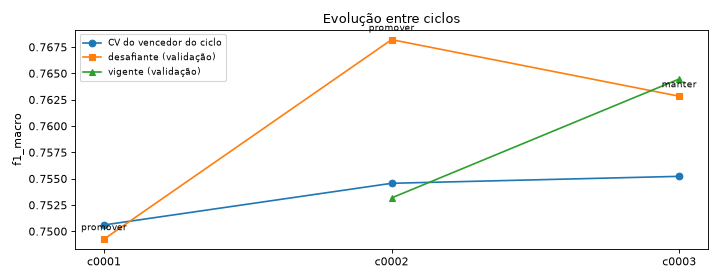 Evolução entre ciclos
promover
CV do vencedor do ciclo
desafiante (validação)
vigente (validação)
manter
promover
f1_macro
0.7675
0.7650
0.7625
0.7600
0.7575
0.7550
0.7525
0.7500
c0001
c0002
c0003